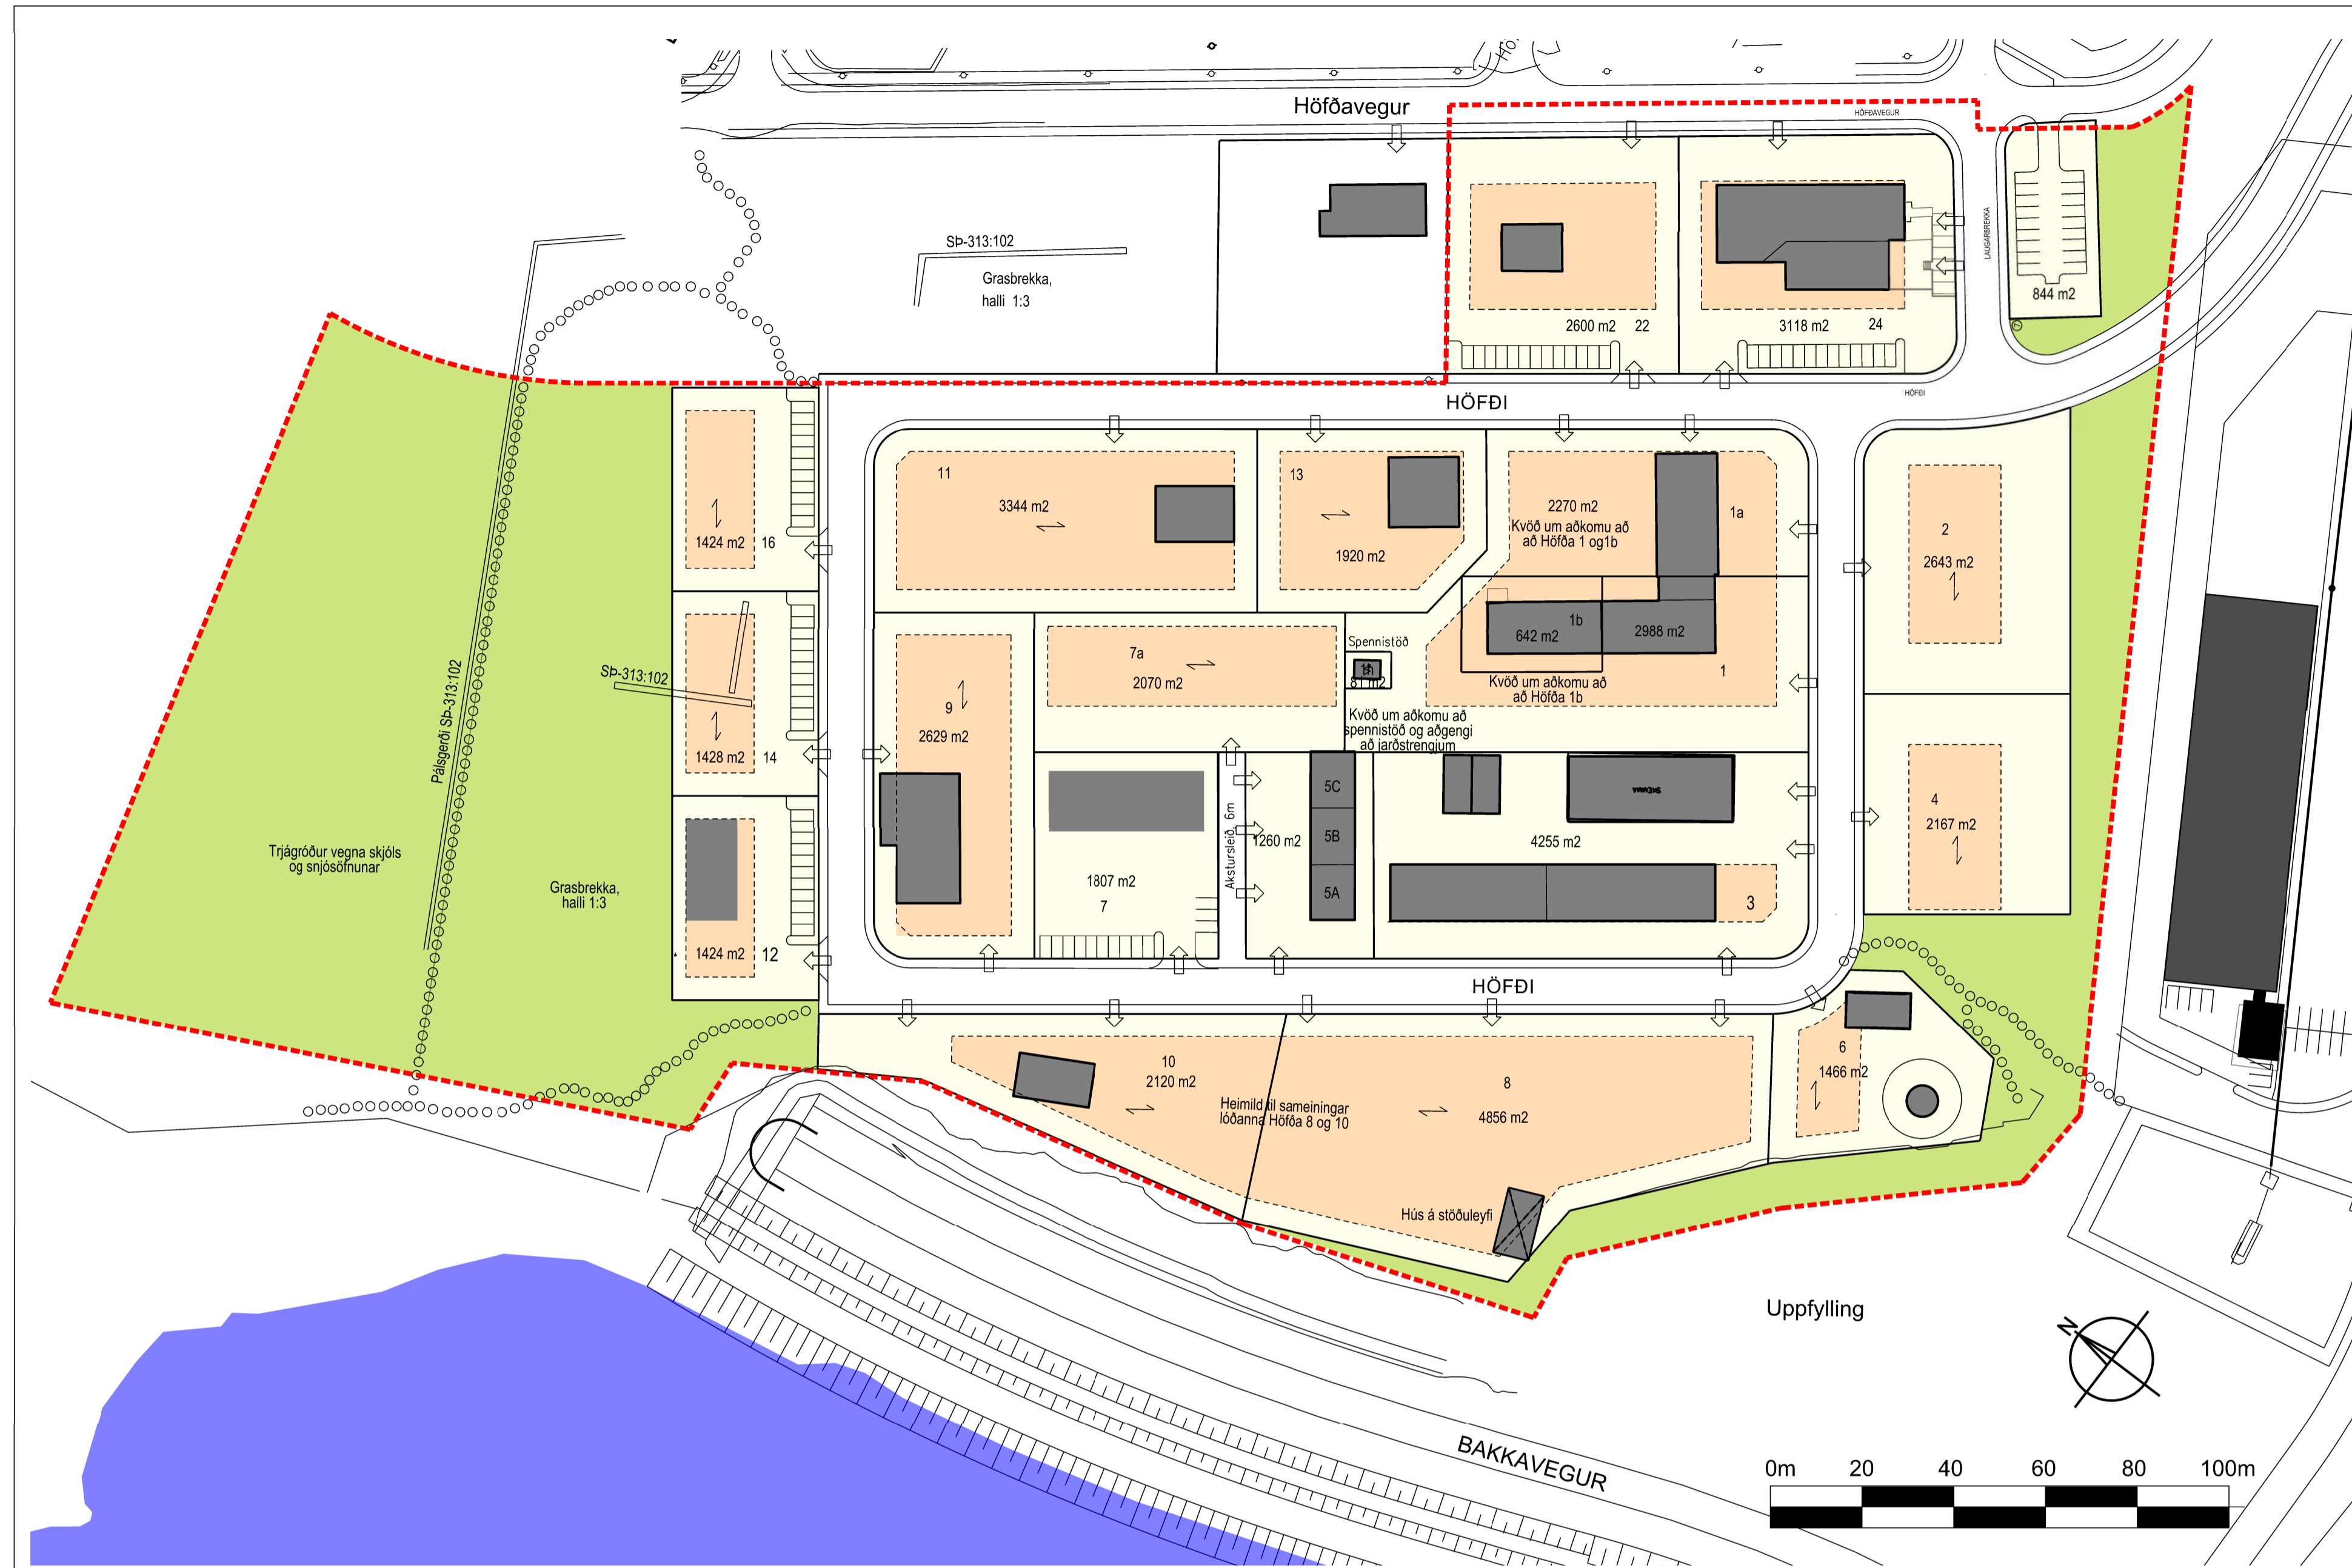 Höfðavegur
HÖFÐAVEGUR
LAUGARBREKKA
SÞ-313:102
Grasbrekka,
halli 1:3
2600 m2 22
3118 m2 24
844 m2
HÖFÐI
HÖFÐI
11
3344 m2
13
1920 m2
2270 m2
Kvöð um aðkomu að
að Höfða 1 og1b
1a
2
2643 m2
1424 m2 16
1b
642 m2
2988 m2
1
Kvöð um aðkomu að
að Höfða 1b
Spennistöð
81 m2
7a
2070 m2
Kvöð um aðkomu að
spennistöð og aðgengi
að jarðstrengjum
SÞ-313:102
Pálsgerði SÞ-313:102
1428 m2 14
9
2629 m2
SKEMMA
5C
5B
5A
Akstursleið, 6m
1260 m2
4255 m2
3
4
2167 m2
1807 m2
7
Trjágróður vegna skjóls
og snjósöfnunar
Grasbrekka,
halli 1:3
1424 m2 12
HÖFÐI
10
2120 m2
Heimild til sameiningar
lóðanna Höfða 8 og 10
8
4856 m2
6
1466 m2
Hús á stöðuleyfi
Uppfylling
N
BAKKAVEGUR
0m 20 40 60 80 100m